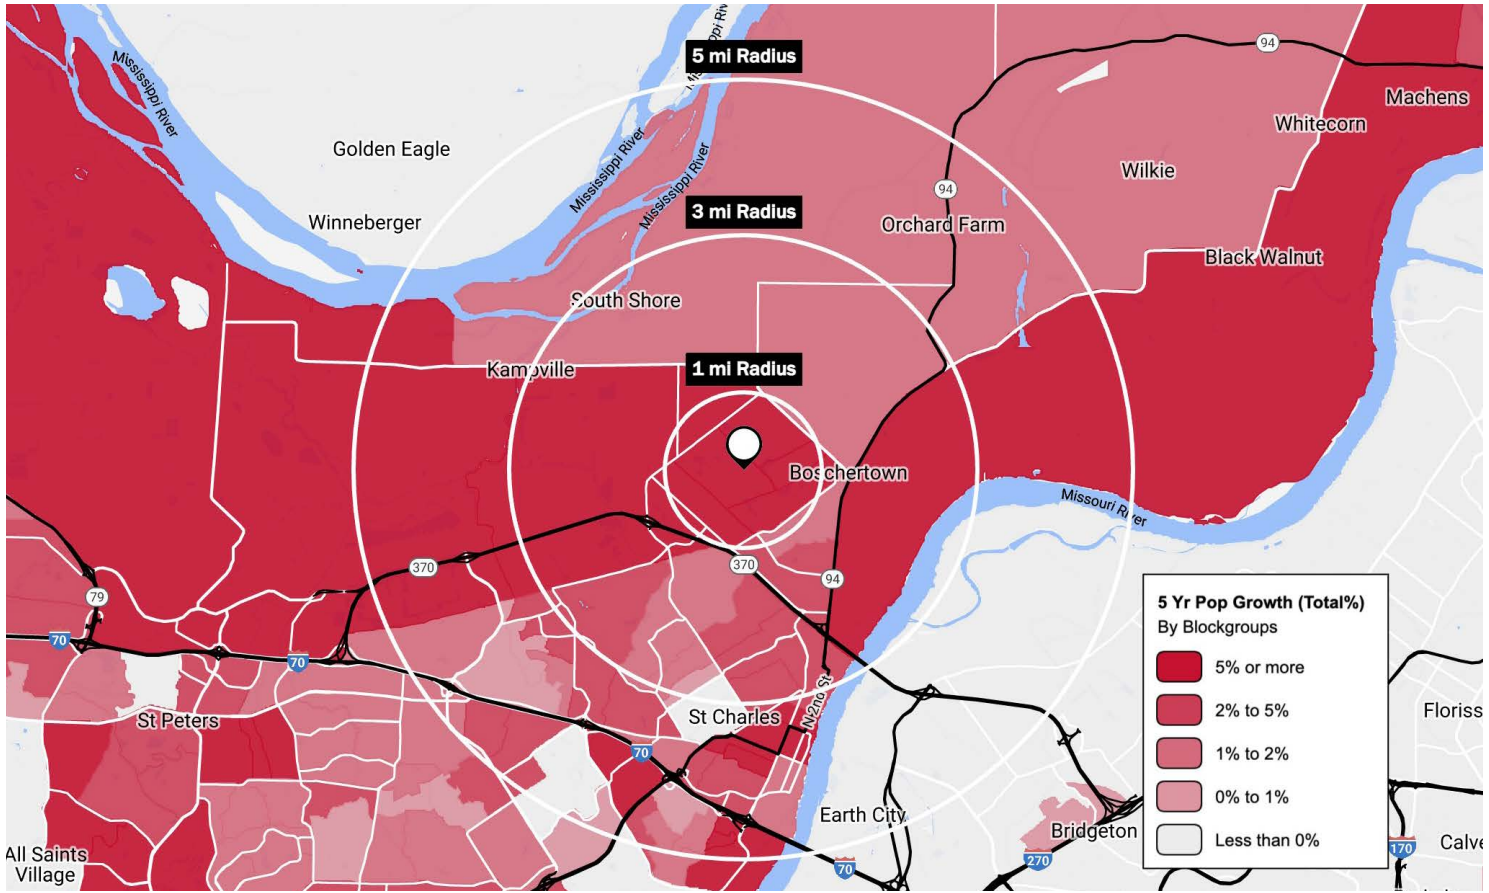 Mississippi River
5 mi Radius
94
Machens
Whitecorn
Golden Eagle
Mississippi River
Wilkie
Mississippi River
94
3 mi Radius
Winneberger
Orchard Farm
Black Walnut
South Shore
Kampville
1 mi Radius
Boschertown
Missouri River
370
370
94
79
70
70
5 Yr Pop Growth (Total%)
By Blockgroups
5% or more
2% to 5%
1% to 2%
0% to 1%
Less than 0%
St Peters
St Charles
N 2nd St
70
Floriss
Earth City
Bridgeton
All Saints
Village
70
270
170
Calve